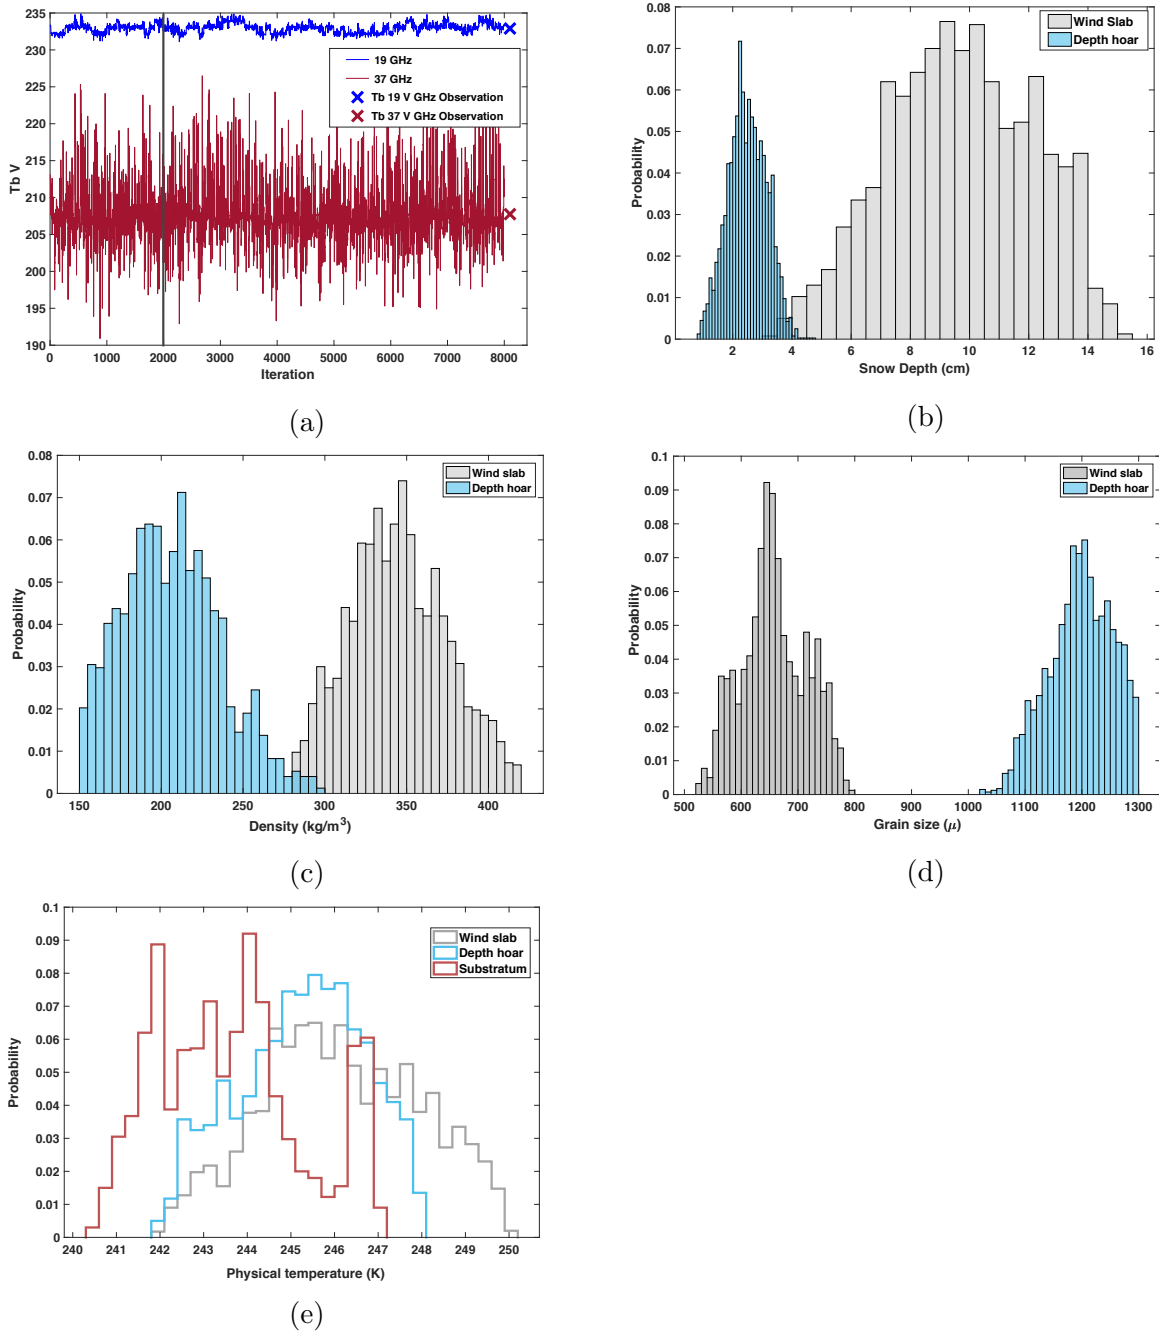 235
230
225
220
215
210
205
200
195
190
Tb V
0 1000 2000 3000 4000 5000 6000 7000 8000
Iteration
19 GHz
37 GHz
Tb 19 V GHz Observation
Tb 37 V GHz Observation
(a)
0.08
0.07
0.06
0.05
0.04
0.03
0.02
0.01
0
Probability
2 4 6 8 10 12 14 16
Snow Depth (cm)
Wind Slab
Depth hoar
(b)
0.08
0.07
0.06
0.05
0.04
0.03
0.02
0.01
0
Probability
150 200 250 300 350 400
Density (kg/m³)
Wind slab
Depth hoar
(c)
0.1
0.09
0.08
0.07
0.06
0.05
0.04
0.03
0.02
0.01
0
Probability
500 600 700 800 900 1000 1100 1200 1300
Grain size (μ)
Wind slab
Depth hoar
(d)
0.1
0.09
0.08
0.07
0.06
0.05
0.04
0.03
0.02
0.01
0
Probability
240 241 242 243 244 245 246 247 248 249 250
Physical temperature (K)
Wind slab
Depth hoar
Substratum
(e)